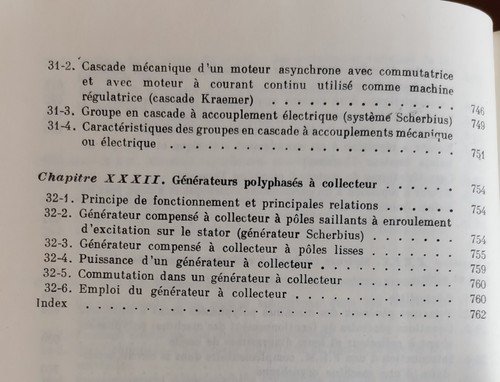 31-2. Cascade mécanique d'un moteur asynchrone avec commutatrice
et avec moteur à courant continu utilisé comme machine
régulatrice (cascade Kraemer) . . . . . . . . . . . . 746
31-3. Groupe en cascade à accouplement électrique (système Scherbius) 749
31-4. Caractéristiques des groupes en cascade à accouplements mécanique
ou électrique . . . . . . . . . . . . . . . . . . 751
Chapitre XXXII. Générateurs polyphasés à collecteur . . . . . . 754
32-1. Principe de fonctionnement et principales relations . . . . . 754
32-2. Générateur compensé à collecteur à pôles saillants à enroulement
d'excitation sur le stator (générateur Scherbius) . . . . . . 754
32-3. Générateur compensé à collecteur à pôles lisses . . . . . . 755
32-4. Puissance d'un générateur à collecteur . . . . . . . . . 759
32-5. Commutation dans un générateur à collecteur . . . . . . . 760
32-6. Emploi du générateur à collecteur . . . . . . . . . . . 760
Index . . . . . . . . . . . . . . . . . . . . . . 762